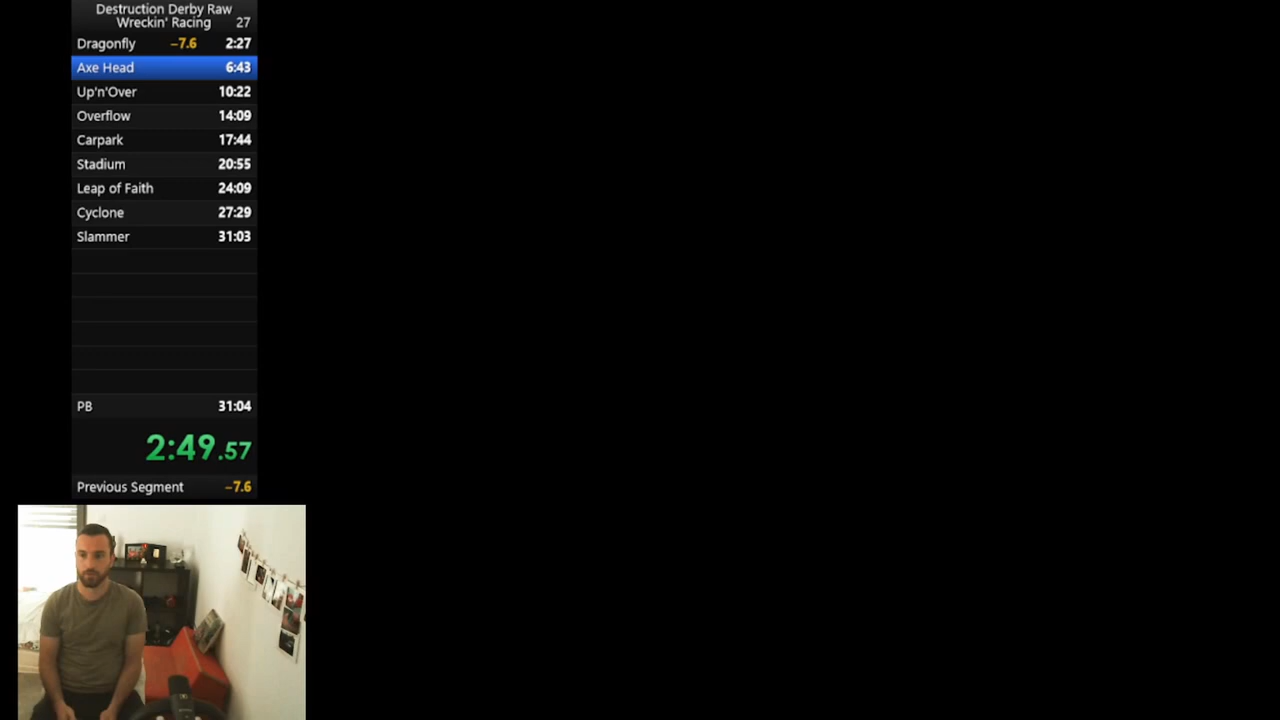 Destruction Derby Raw
Wreckin' Racing 27
Dragonfly −7.6 2:27
Axe Head 6:43
Up'n'Over 10:22
Overflow 14:09
Carpark 17:44
Stadium 20:55
Leap of Faith 24:09
Cyclone 27:29
Slammer 31:03
PB 31:04
2:49.57
Previous Segment −7.6